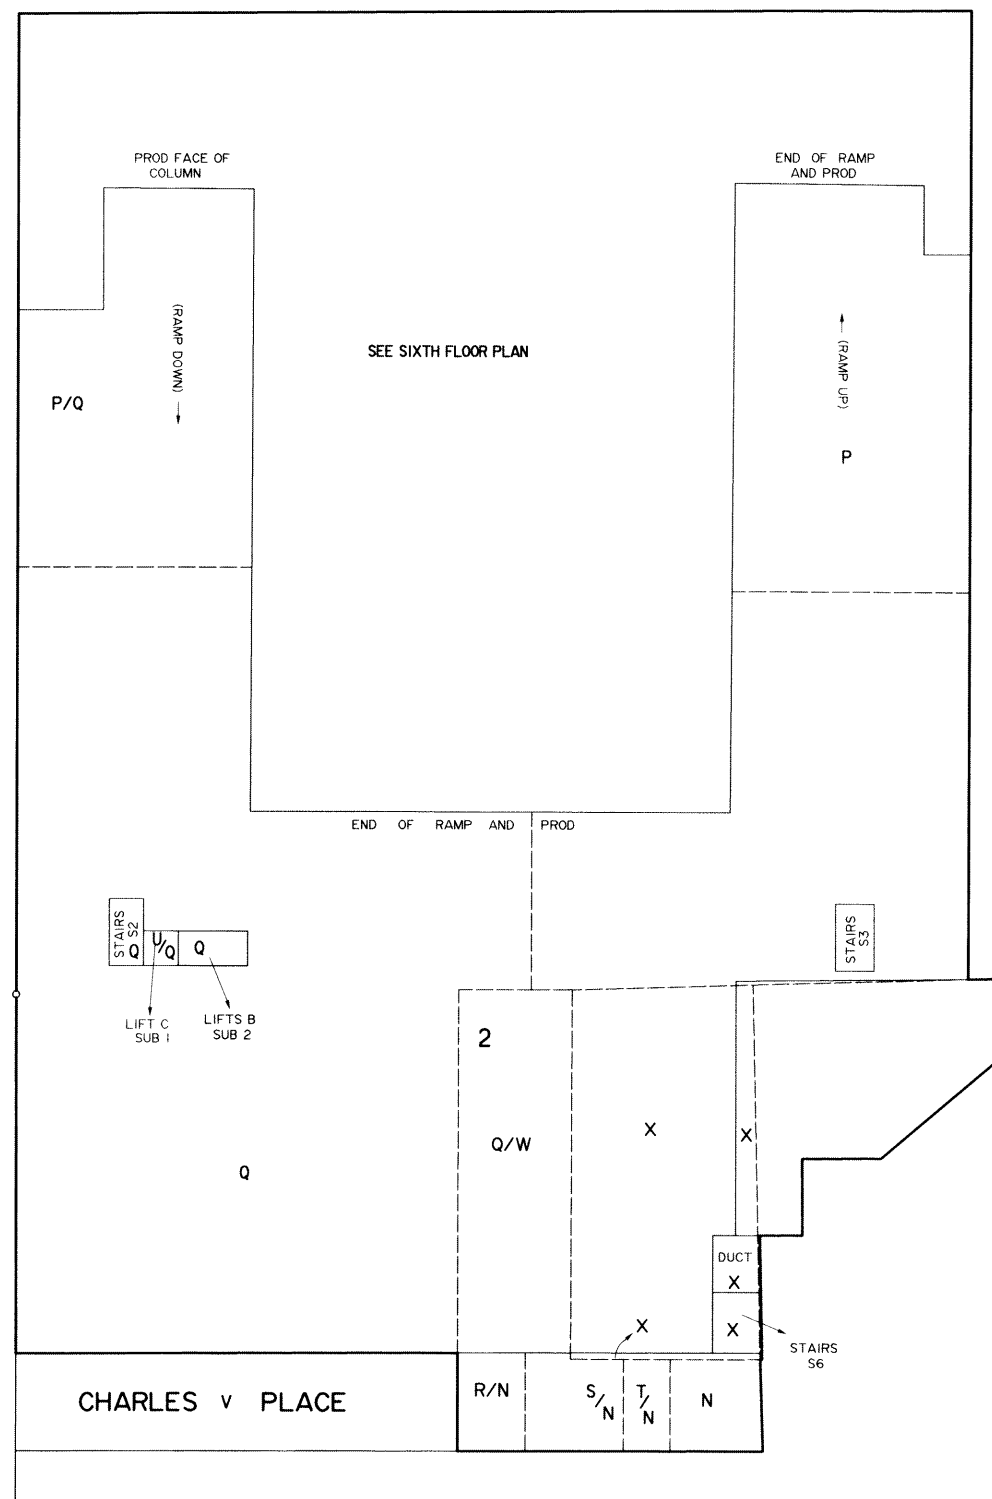 PROD FACE OF
COLUMN
END OF RAMP
AND PROD
(RAMP DOWN)
SEE SIXTH FLOOR PLAN
(RAMP UP)
P/Q
P
END OF RAMP AND PROD
STAIRS
S2
Q
U/Q
Q
STAIRS
S3
LIFT C
SUB 1
LIFTS B
SUB 2
2
Q/W
X
X
Q
DUCT
X
X
X
STAIRS
S6
CHARLES V PLACE
R/N
S/N
T/N
N